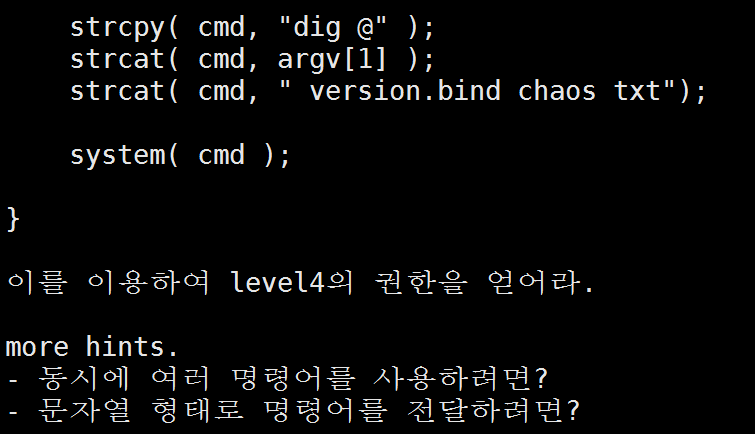 strcpy( cmd, "dig @" );
strcat( cmd, argv[1] );
strcat( cmd, " version.bind chaos txt");
system( cmd );
}
이를 이용하여 level4의 권한을 얻어라.
more hints.
- 동시에 여러 명령어를 사용하려면?
- 문자열 형태로 명령어를 전달하려면?